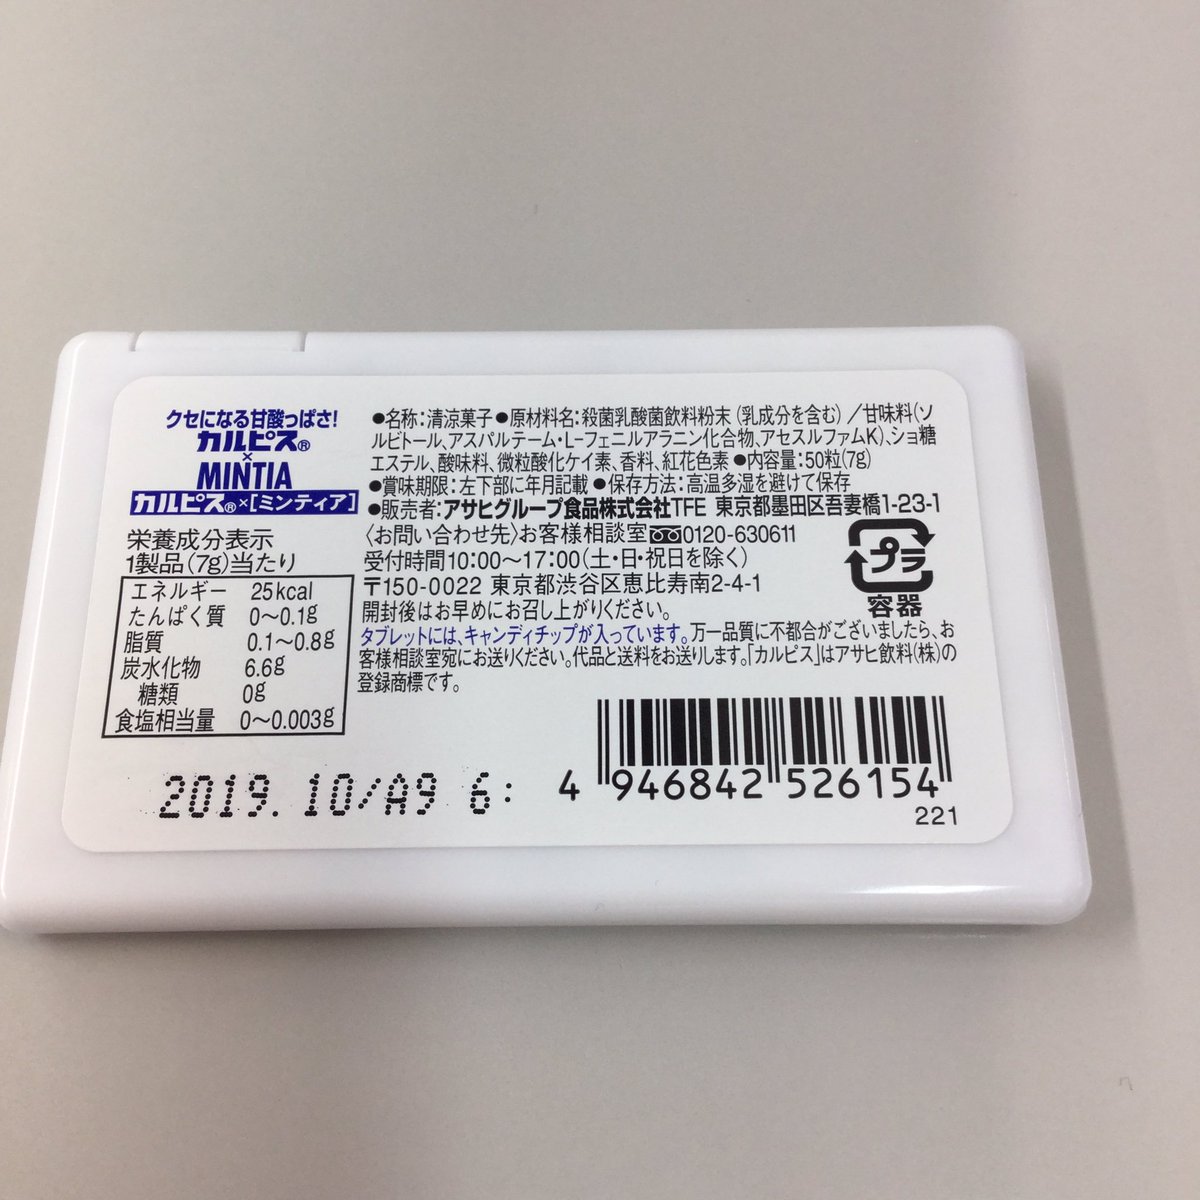 クセになる甘酸っぱさ!
カルピス®
×
MINTIA
カルピス®×[ミンティア]
栄養成分表示
1製品(7g)当たり
エネルギー 25kcal
たんぱく質 0〜0.1g
脂質 0.1〜0.8g
炭水化物 6.6g
糖類 0g
食塩相当量 0〜0.003g
●名称:清涼菓子●原材料名:殺菌乳酸菌飲料粉末(乳成分を含む)/甘味料(ソ
ルビトール、アスパルテーム・L-フェニルアラニン化合物、アセスルファムK)、ショ糖
エステル、酸味料、微粒酸化ケイ素、香料、紅花色素●内容量:50粒(7g)
●賞味期限:左下部に年月記載●保存方法:高温多湿を避けて保存
●販売者:アサヒグループ食品株式会社TFE 東京都墨田区吾妻橋1-23-1
〈お問い合わせ先〉お客様相談室 0120-630611
受付時間10:00〜17:00(土・日・祝日を除く)
〒150-0022 東京都渋谷区恵比寿南2-4-1
開封後はお早めにお召し上がりください。
タブレットには、キャンディチップが入っています。万一品質に不都合がございましたら、お
客様相談室宛にお送りください。代品と送料をお送りします。「カルピス」はアサヒ飲料(株)の
登録商標です。
プラ
容器
2019.10/A9 6:
4 946842 526154
221